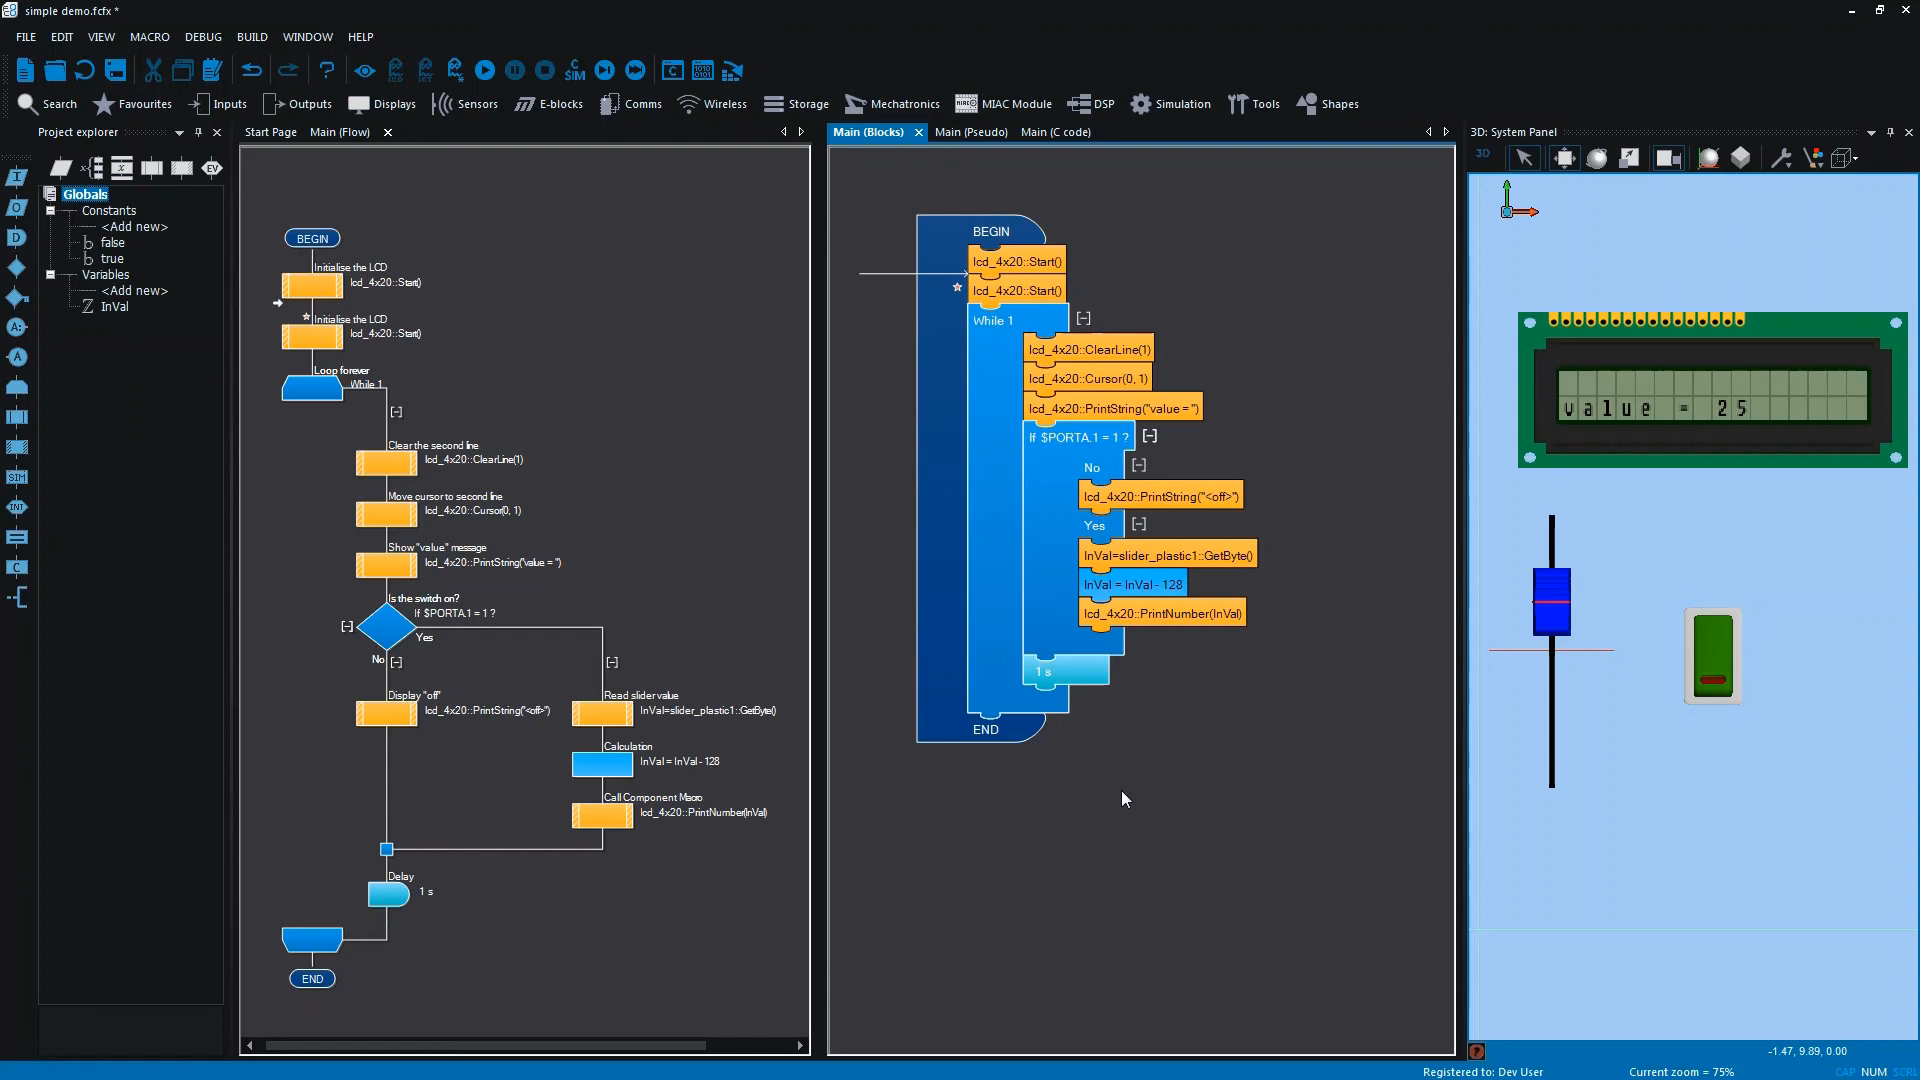 simple demo.fcfx *
FILE EDIT VIEW MACRO DEBUG BUILD WINDOW HELP
C SIM
Search Favourites Inputs Outputs Displays Sensors E-blocks Comms Wireless Storage Mechatronics MIAC Module DSP Simulation Tools Shapes
Project explorer
Globals
Constants
<Add new>
false
true
Variables
<Add new>
InVal
Start Page Main (Flow)
BEGIN
Initialise the LCD
lcd_4x20::Start()
Initialise the LCD
lcd_4x20::Start()
Loop forever
While 1
Clear the second line
lcd_4x20::ClearLine(1)
Move cursor to second line
lcd_4x20::Cursor(0, 1)
Show "value" message
lcd_4x20::PrintString("value = ")
Is the switch on?
If $PORTA.1 = 1 ?
Yes
No
Display "off"
lcd_4x20::PrintString("<off>")
Read slider value
InVal=slider_plastic1::GetByte()
Calculation
InVal = InVal - 128
Call Component Macro
lcd_4x20::PrintNumber(InVal)
Delay
1 s
END
Main (Blocks) Main (Pseudo) Main (C code)
BEGIN
lcd_4x20::Start()
lcd_4x20::Start()
While 1
lcd_4x20::ClearLine(1)
lcd_4x20::Cursor(0, 1)
lcd_4x20::PrintString("value = ")
If $PORTA.1 = 1 ?
No
lcd_4x20::PrintString("<off>")
Yes
InVal=slider_plastic1::GetByte()
InVal = InVal - 128
lcd_4x20::PrintNumber(InVal)
1 s
END
3D: System Panel
3D
value = 25
-1.47, 9.89, 0.00
Registered to: Dev User
Current zoom = 75%
CAP NUM SCRL